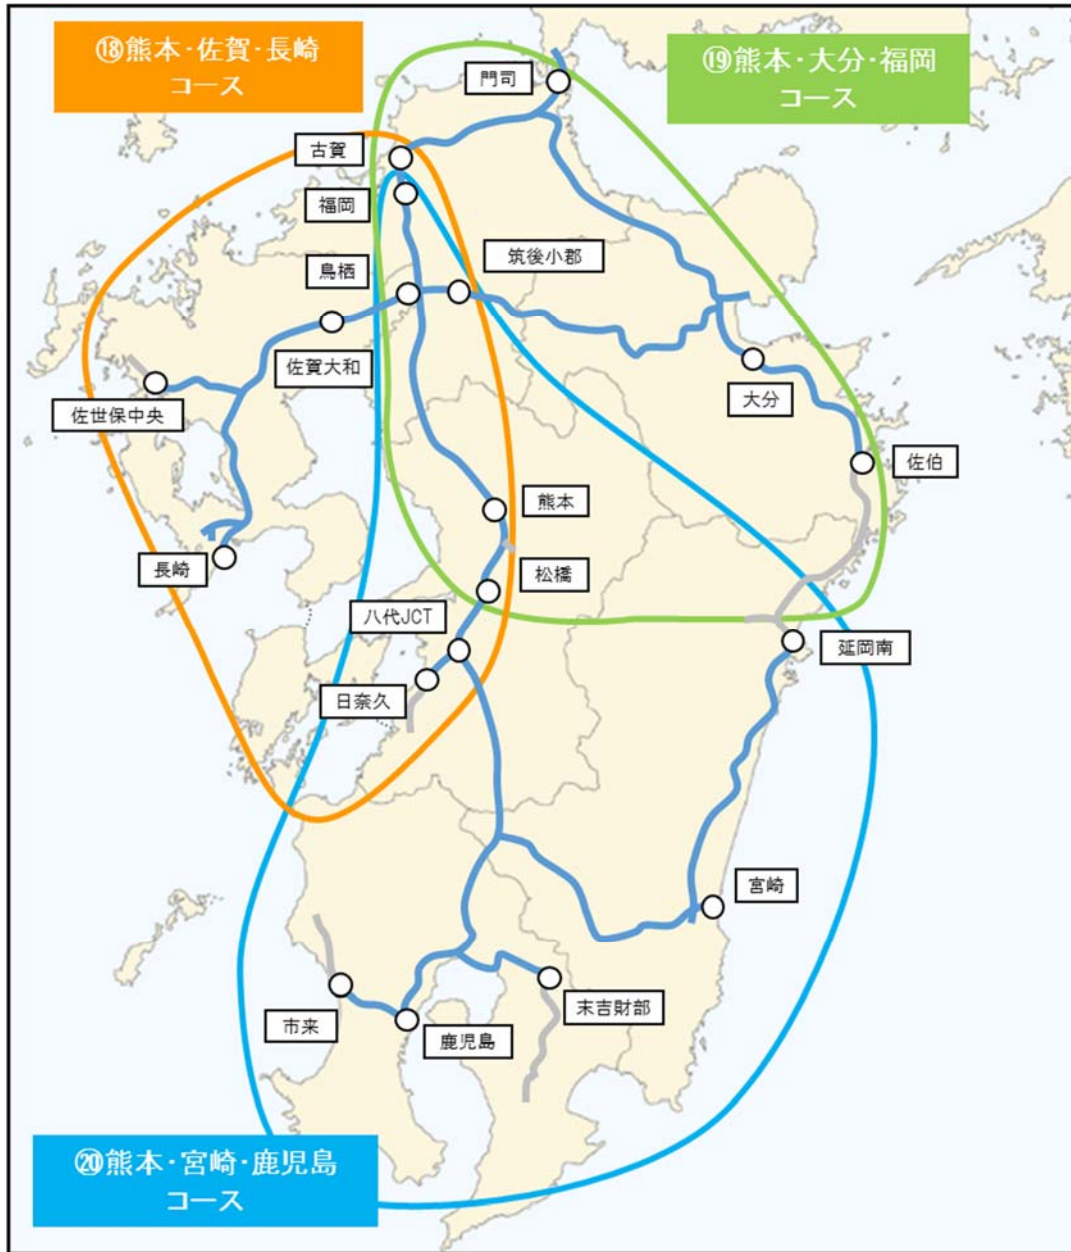 ⑱熊本・佐賀・長崎
コース
⑲熊本・大分・福岡
コース
門司
古賀
福岡
鳥栖
筑後小郡
佐賀大和
佐世保中央
大分
佐伯
長崎
熊本
松橋
八代JCT
日奈久
延岡南
宮崎
市来
鹿児島
末吉財部
⑳熊本・宮崎・鹿児島
コース